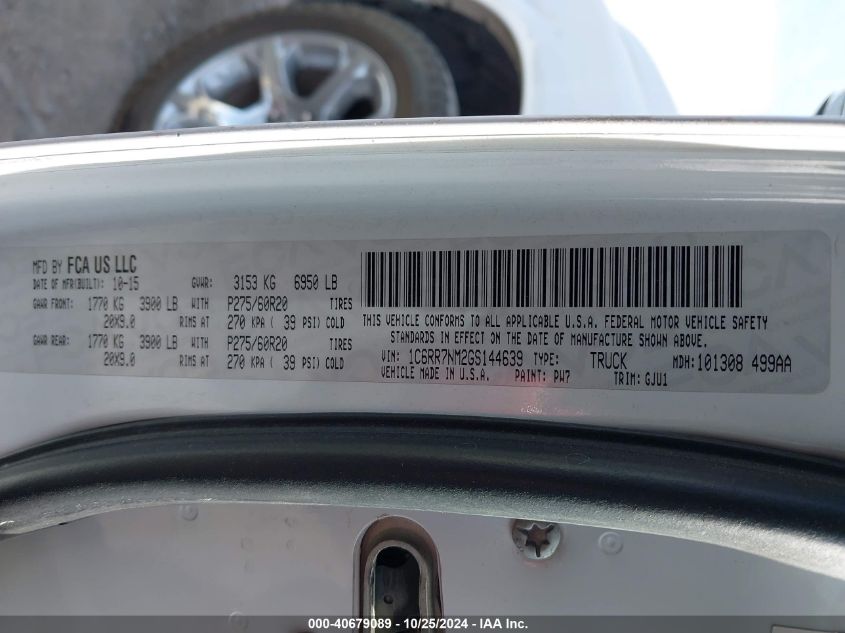 MFD BY FCA US LLC
DATE OF MFR(BUILT): 10-15 GVWR: 3153 KG 6950 LB
GAWR FRONT: 1770 KG 3900 LB WITH P275/60R20 TIRES
20X9.0 RIMS AT 270 KPA ( 39 PSI) COLD
GAWR REAR: 1770 KG 3900 LB WITH P275/60R20 TIRES
20X9.0 RIMS AT 270 KPA ( 39 PSI) COLD
THIS VEHICLE CONFORMS TO ALL APPLICABLE U.S.A. FEDERAL MOTOR VEHICLE SAFETY
STANDARDS IN EFFECT ON THE DATE OF MANUFACTURE SHOWN ABOVE.
VIN: 1C6RR7NM2GS144639 TYPE: TRUCK MDH:101308 499AA
VEHICLE MADE IN U.S.A. PAINT: PW7 TRIM: GJU1
000-40679089 - 10/25/2024 - IAA Inc.